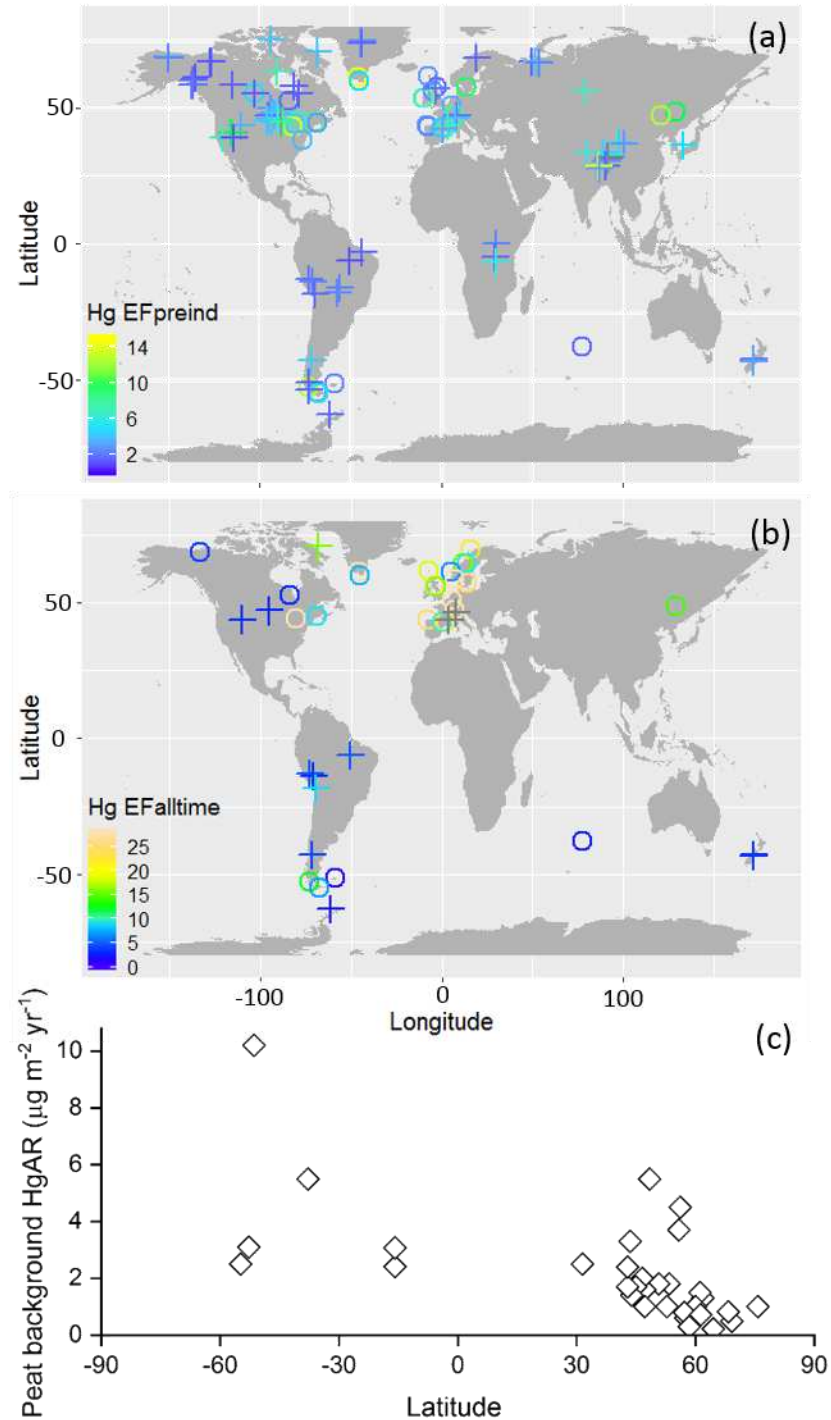 (a)
50
0
-50
Latitude
Hg EFpreind
14
10
6
2
(b)
50
0
-50
Latitude
Hg EFalltime
25
20
15
10
5
0
-100 0 100
Longitude
(c)
Peat background HgAR (µg m⁻² yr⁻¹)
10
8
6
4
2
0
-90 -60 -30 0 30 60 90
Latitude